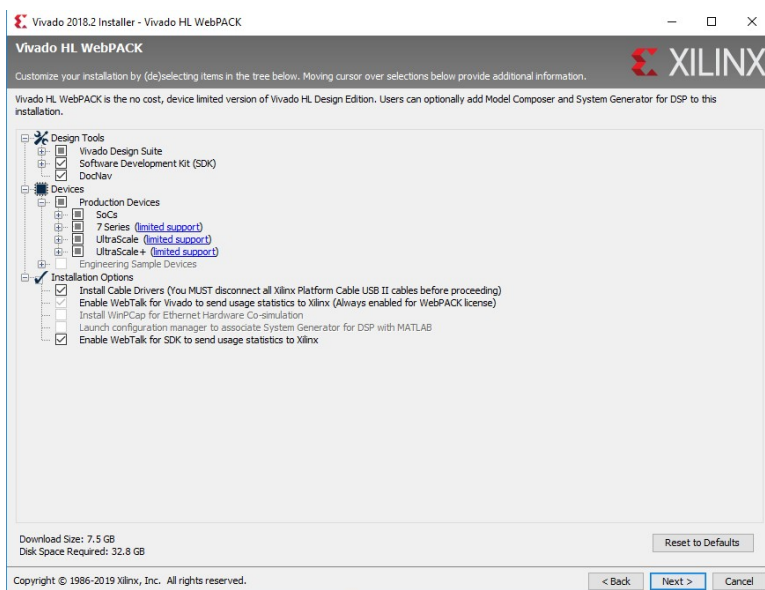 Vivado 2018.2 Installer - Vivado HL WebPACK
Vivado HL WebPACK
XILINX
Customize your installation by (de)selecting items in the tree below. Moving cursor over selections below provide additional information.
Vivado HL WebPACK is the no cost, device limited version of Vivado HL Design Edition. Users can optionally add Model Composer and System Generator for DSP to this
installation.
Design Tools
Vivado Design Suite
Software Development Kit (SDK)
DocNav
Devices
Production Devices
SoCs
7 Series (limited support)
UltraScale (limited support)
UltraScale+ (limited support)
Engineering Sample Devices
Installation Options
Install Cable Drivers (You MUST disconnect all Xilinx Platform Cable USB II cables before proceeding)
Enable WebTalk for Vivado to send usage statistics to Xilinx (Always enabled for WebPACK license)
Install WinPCap for Ethernet Hardware Co-simulation
Launch configuration manager to associate System Generator for DSP with MATLAB
Enable WebTalk for SDK to send usage statistics to Xilinx
Download Size: 7.5 GB
Disk Space Required: 32.8 GB
Reset to Defaults
Copyright © 1986-2019 Xilinx, Inc. All rights reserved.
< Back
Next >
Cancel